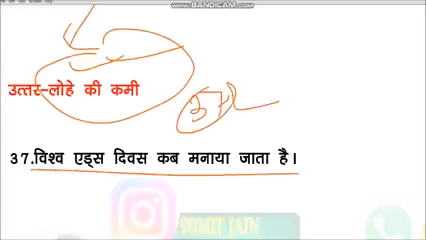 WWW.BANDICAM.COM
उत्तर-लोहे की कमी
37.विश्व एड्स दिवस कब मनाया जाता है।
SUMIT JAIN